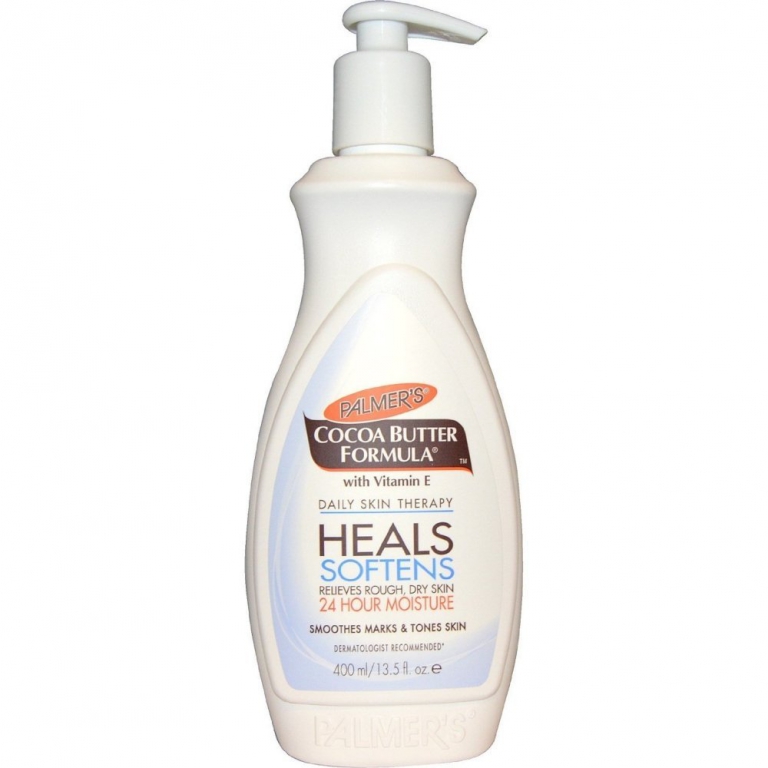 PALMER'S®
COCOA BUTTER
FORMULA®
TM
with Vitamin E
DAILY SKIN THERAPY
HEALS
SOFTENS
RELIEVES ROUGH, DRY SKIN
24 HOUR MOISTURE
SMOOTHES MARKS & TONES SKIN
DERMATOLOGIST RECOMMENDED*
400 ml/13.5 fl. oz. e
PALMER'S®